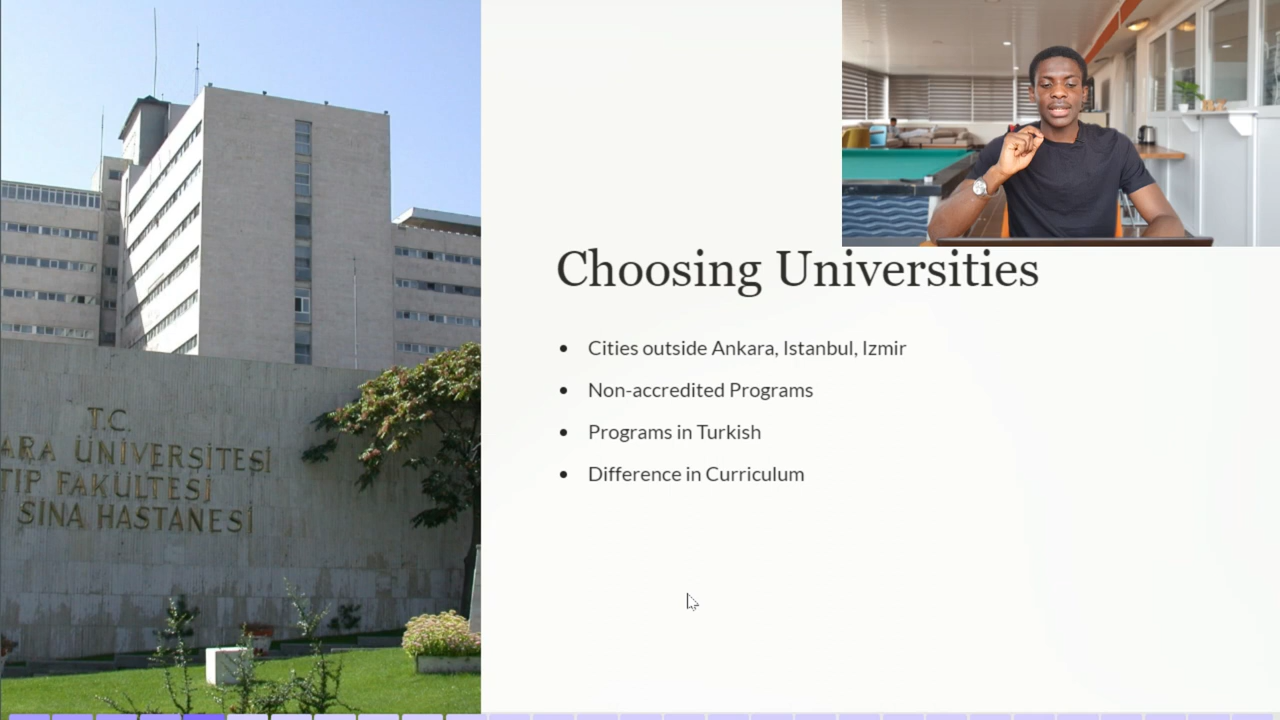 T.C.
ARA ÜNİVERSİTESİ
TIP FAKÜLTESİ
SİNA HASTANESİ
Choosing Universities
• Cities outside Ankara, Istanbul, Izmir
• Non-accredited Programs
• Programs in Turkish
• Difference in Curriculum